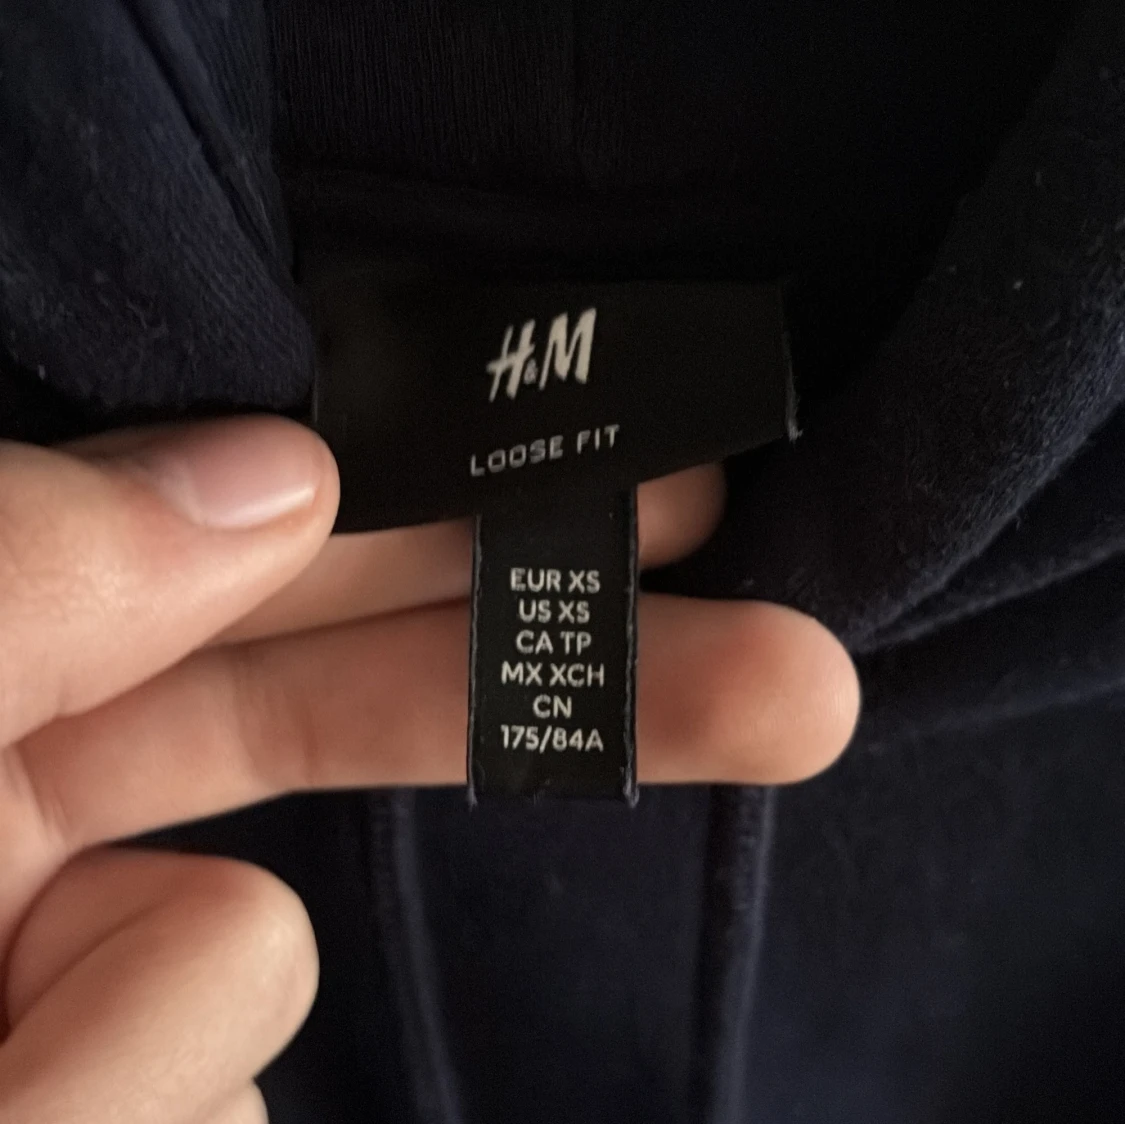 H&M
LOOSE FIT
EUR XS
US XS
CA TP
MX XCH
CN
175/84A